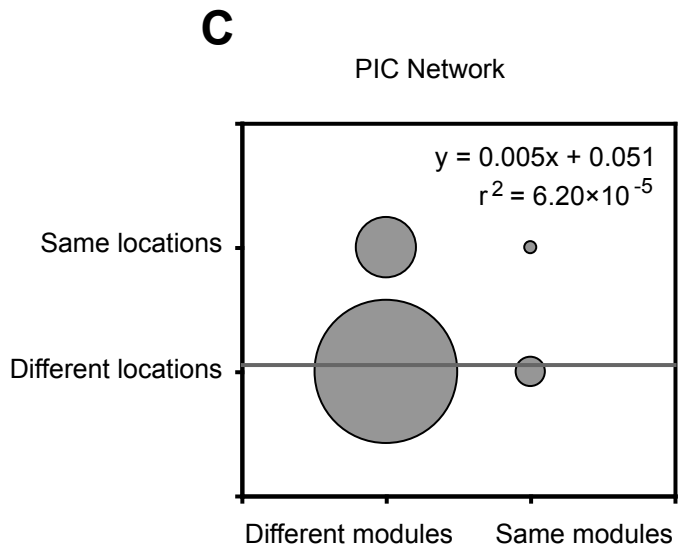 C
PIC Network
y = 0.005x + 0.051
r² = 6.20×10⁻⁵
Same locations
Different locations
Different modules Same modules